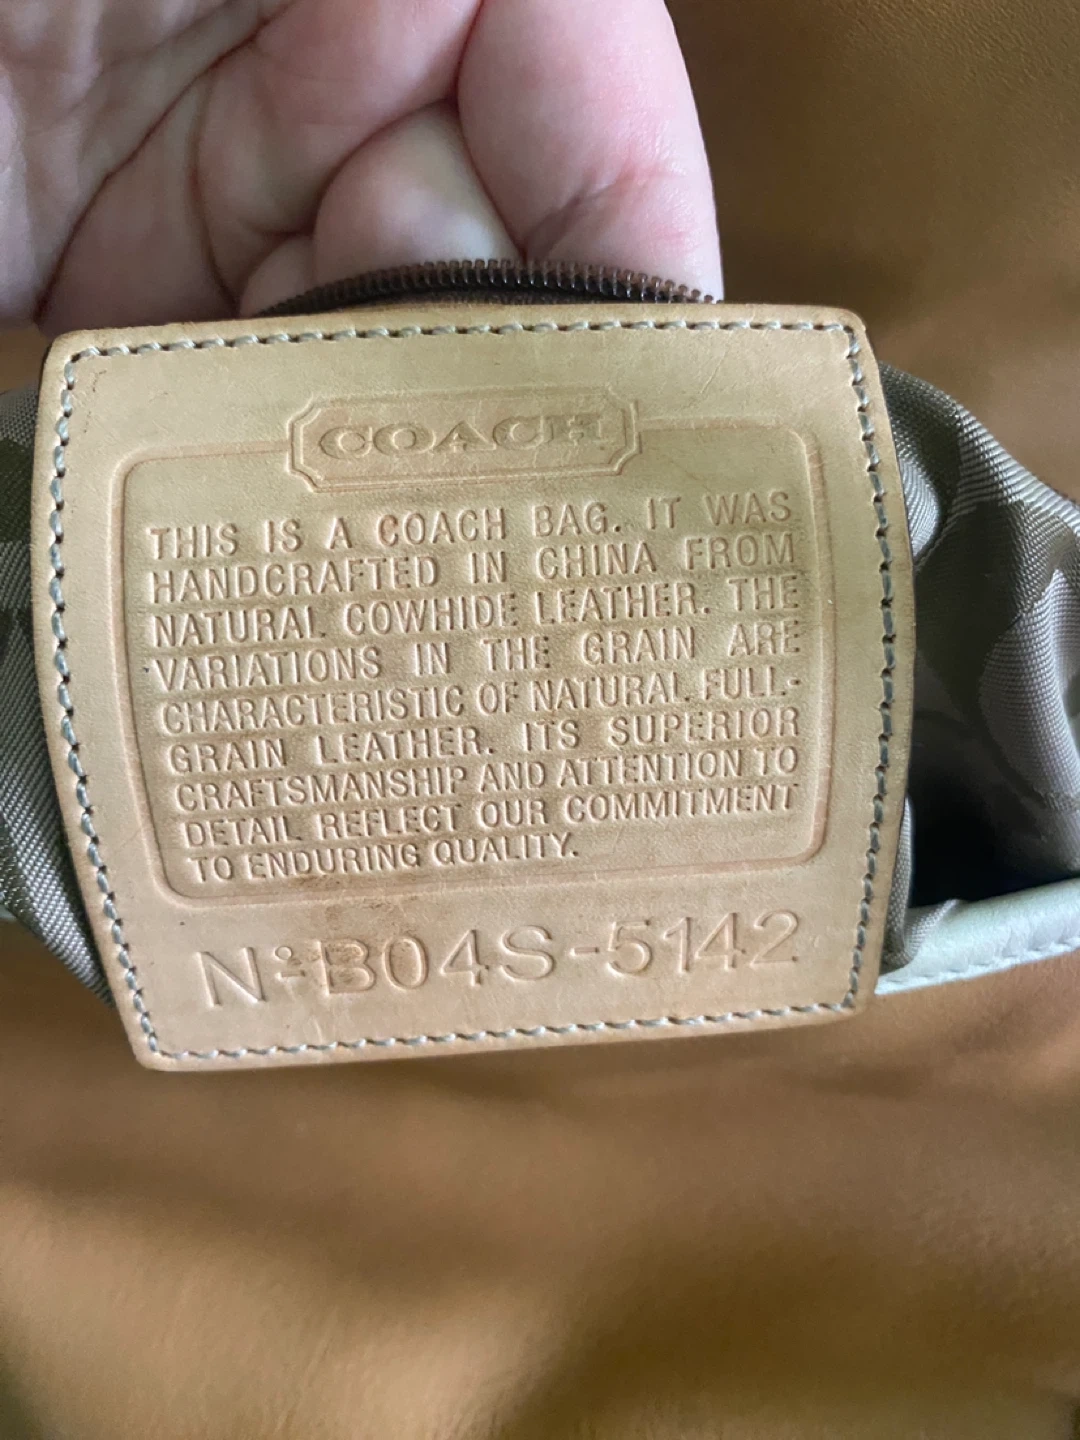 COACH
THIS IS A COACH BAG. IT WAS
HANDCRAFTED IN CHINA FROM
NATURAL COWHIDE LEATHER. THE
VARIATIONS IN THE GRAIN ARE
CHARACTERISTIC OF NATURAL FULL-
GRAIN LEATHER. ITS SUPERIOR
CRAFTSMANSHIP AND ATTENTION TO
DETAIL REFLECT OUR COMMITMENT
TO ENDURING QUALITY.
Nº B04S-5142